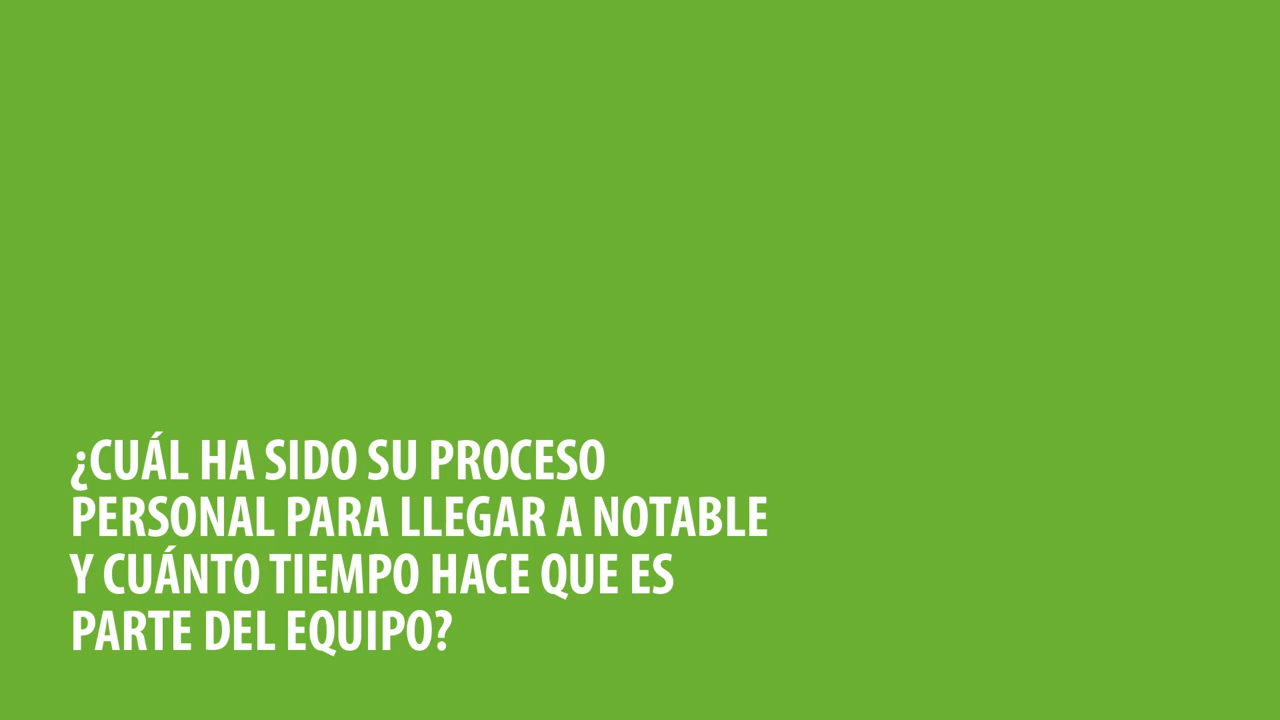 ¿CUÁL HA SIDO SU PROCESO
PERSONAL PARA LLEGAR A NOTABLE
Y CUÁNTO TIEMPO HACE QUE ES
PARTE DEL EQUIPO?